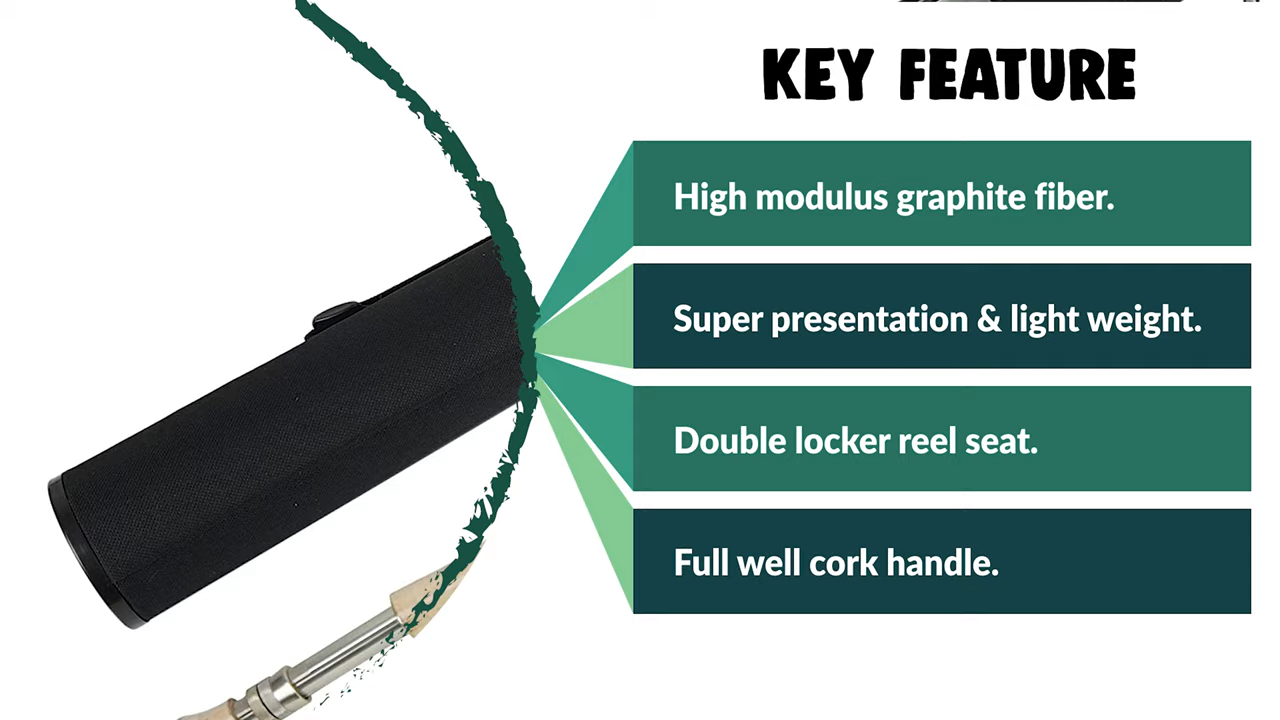 KEY FEATURE
High modulus graphite fiber.
Super presentation & light weight.
Double locker reel seat.
Full well cork handle.